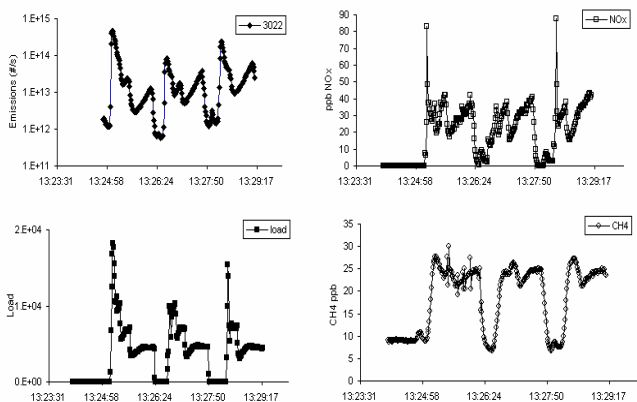 1.E+15
1.E+14
1.E+13
1.E+12
1.E+11
Emissions (#/s)
3022
13:23:31 13:24:58 13:26:24 13:27:50 13:29:17
90
80
70
60
50
40
30
20
10
0
ppb NOx
NOx
13:23:31 13:24:58 13:26:24 13:27:50 13:29:17
2.E+04
1.E+04
0.E+00
Load
load
13:23:31 13:24:58 13:26:24 13:27:50 13:29:17
35
30
25
20
15
10
5
0
CH4 ppb
CH4
13:23:31 13:24:58 13:26:24 13:27:50 13:29:17